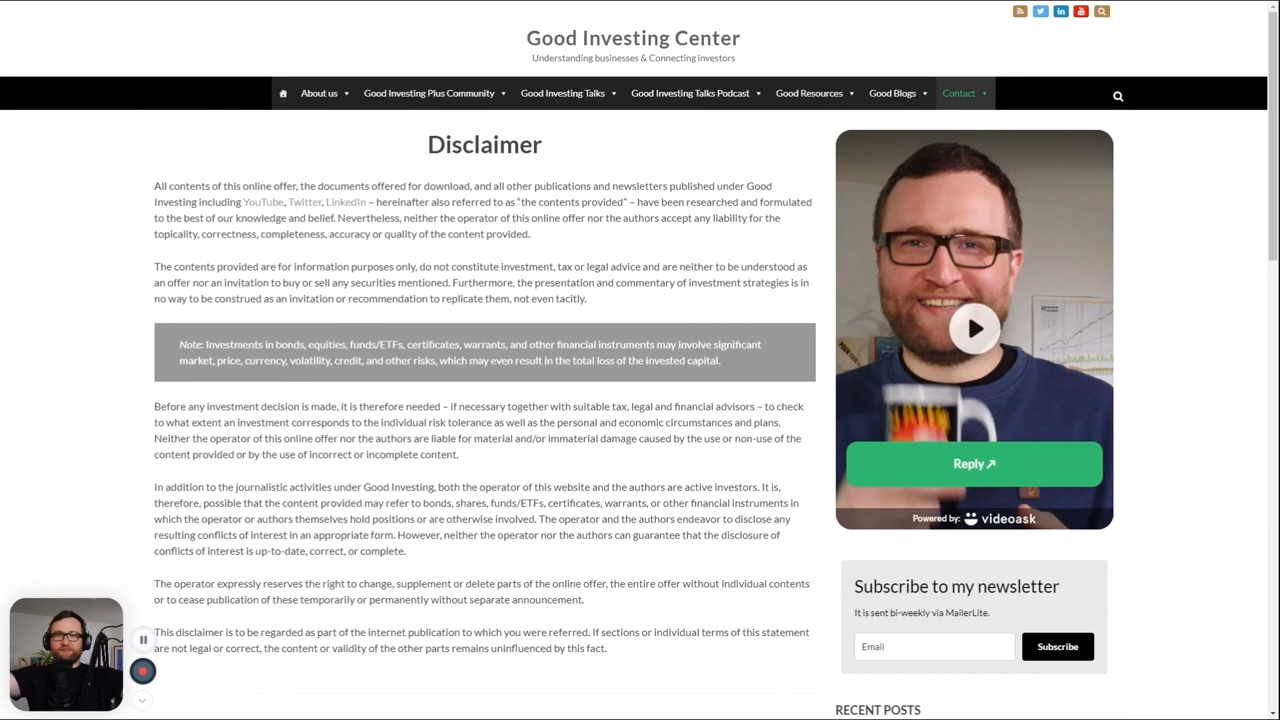 Good Investing Center
Understanding businesses & Connecting investors
About us
Good Investing Plus Community
Good Investing Talks
Good Investing Talks Podcast
Good Resources
Good Blogs
Contact
Disclaimer
All contents of this online offer, the documents offered for download, and all other publications and newsletters published under Good
Investing including YouTube, Twitter, LinkedIn – hereinafter also referred to as “the contents provided” – have been researched and formulated
to the best of our knowledge and belief. Nevertheless, neither the operator of this online offer nor the authors accept any liability for the
topicality, correctness, completeness, accuracy or quality of the content provided.
The contents provided are for information purposes only, do not constitute investment, tax or legal advice and are neither to be understood as
an offer nor an invitation to buy or sell any securities mentioned. Furthermore, the presentation and commentary of investment strategies is in
no way to be construed as an invitation or recommendation to replicate them, not even tacitly.
Note: Investments in bonds, equities, funds/ETFs, certificates, warrants, and other financial instruments may involve significant
market, price, currency, volatility, credit, and other risks, which may even result in the total loss of the invested capital.
Before any investment decision is made, it is therefore needed – if necessary together with suitable tax, legal and financial advisors – to check
to what extent an investment corresponds to the individual risk tolerance as well as the personal and economic circumstances and plans.
Neither the operator of this online offer nor the authors are liable for material and/or immaterial damage caused by the use or non-use of the
content provided or by the use of incorrect or incomplete content.
In addition to the journalistic activities under Good Investing, both the operator of this website and the authors are active investors. It is,
therefore, possible that the content provided may refer to bonds, shares, funds/ETFs, certificates, warrants, or other financial instruments in
which the operator or authors themselves hold positions or are otherwise involved. The operator and the authors endeavor to disclose any
resulting conflicts of interest in an appropriate form. However, neither the operator nor the authors can guarantee that the disclosure of
conflicts of interest is up-to-date, correct, or complete.
The operator expressly reserves the right to change, supplement or delete parts of the online offer, the entire offer without individual contents
or to cease publication of these temporarily or permanently without separate announcement.
This disclaimer is to be regarded as part of the internet publication to which you were referred. If sections or individual terms of this statement
are not legal or correct, the content or validity of the other parts remains uninfluenced by this fact.
Reply↗
Powered by: videoask
Subscribe to my newsletter
It is sent bi-weekly via MailerLite.
Email
Subscribe
RECENT POSTS